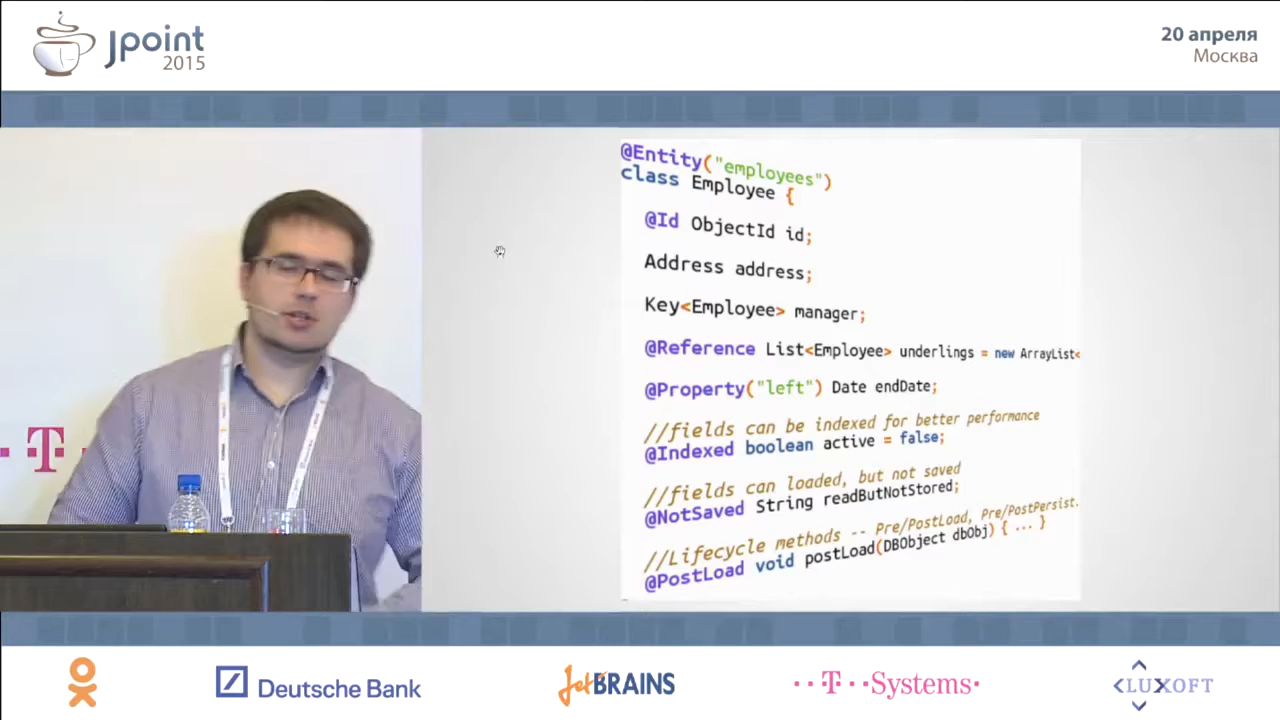 Jpoint
2015
20 апреля
Москва
@Entity("employees")
class Employee {
@Id ObjectId id;
Address address;
Key<Employee> manager;
@Reference List<Employee> underlings = new ArrayList<
@Property("left") Date endDate;
//fields can be indexed for better performance
@Indexed boolean active = false;
//fields can loaded, but not saved
@NotSaved String readButNotStored;
//Lifecycle methods -- Pre/PostLoad, Pre/PostPersist.
@PostLoad void postLoad(DBObject dbObj) { ... }
T
Deutsche Bank
JetBRAINS
T Systems
LUXOFT